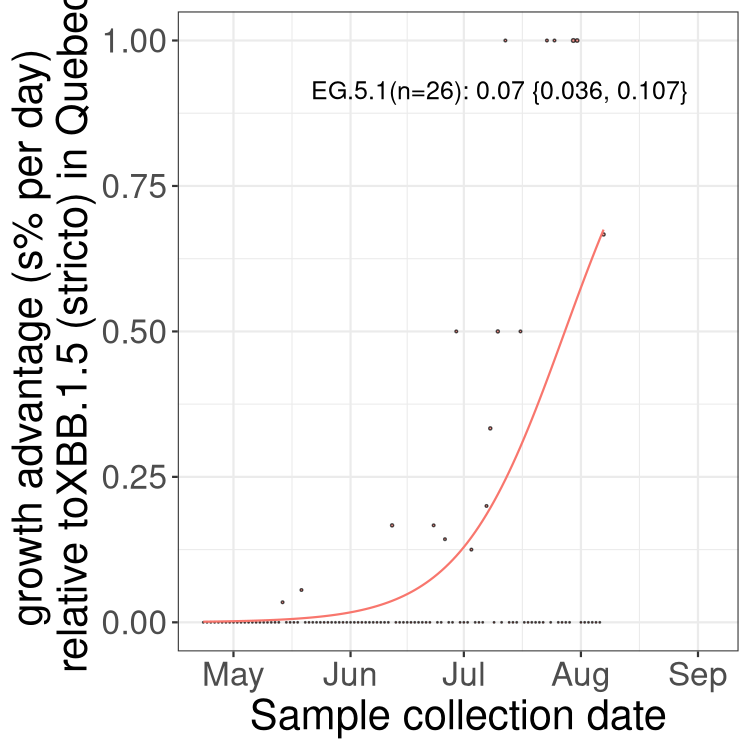 growth advantage (s% per day)
relative toXBB.1.5 (stricto) in Quebec
1.00
EG.5.1(n=26): 0.07 {0.036, 0.107}
0.75
0.50
0.25
0.00
May Jun Jul Aug Sep
Sample collection date